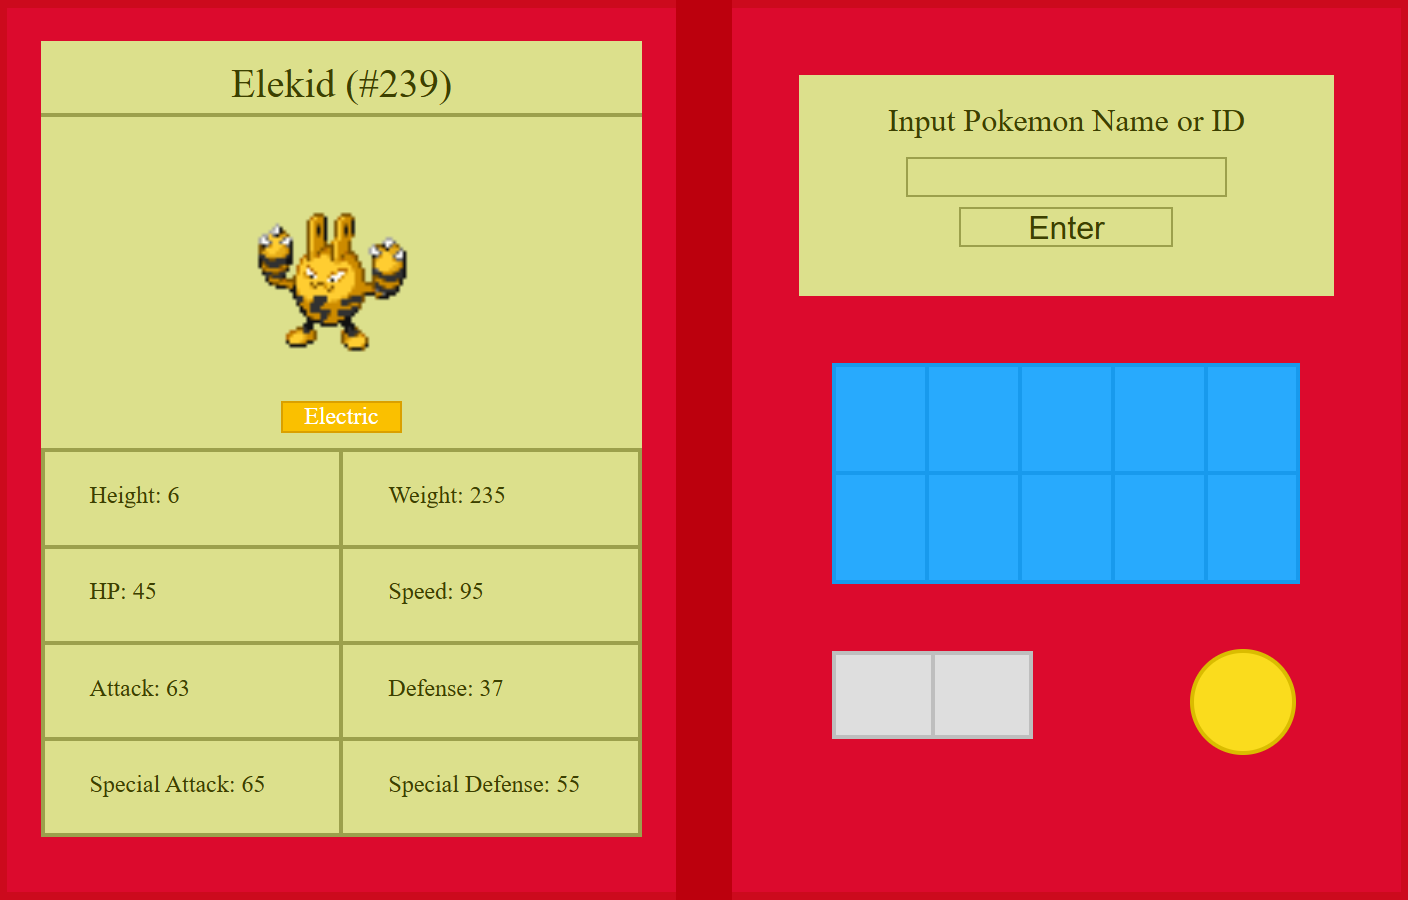 Elekid (#239)
Electric
Height: 6
Weight: 235
HP: 45
Speed: 95
Attack: 63
Defense: 37
Special Attack: 65
Special Defense: 55
Input Pokemon Name or ID
Enter